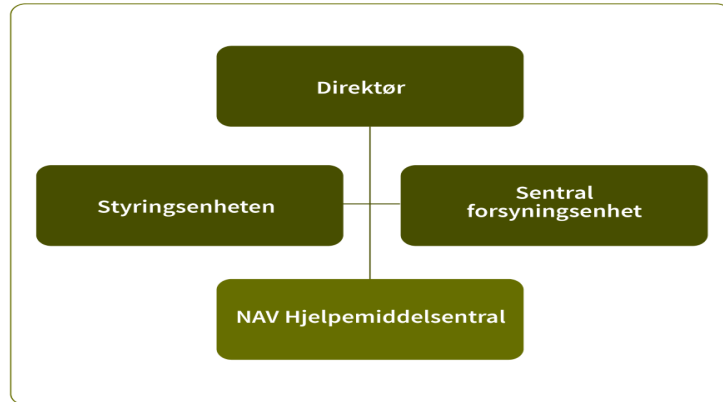 Direktør
Styringsenheten
Sentral
forsyningsenhet
NAV Hjelpemiddelsentral